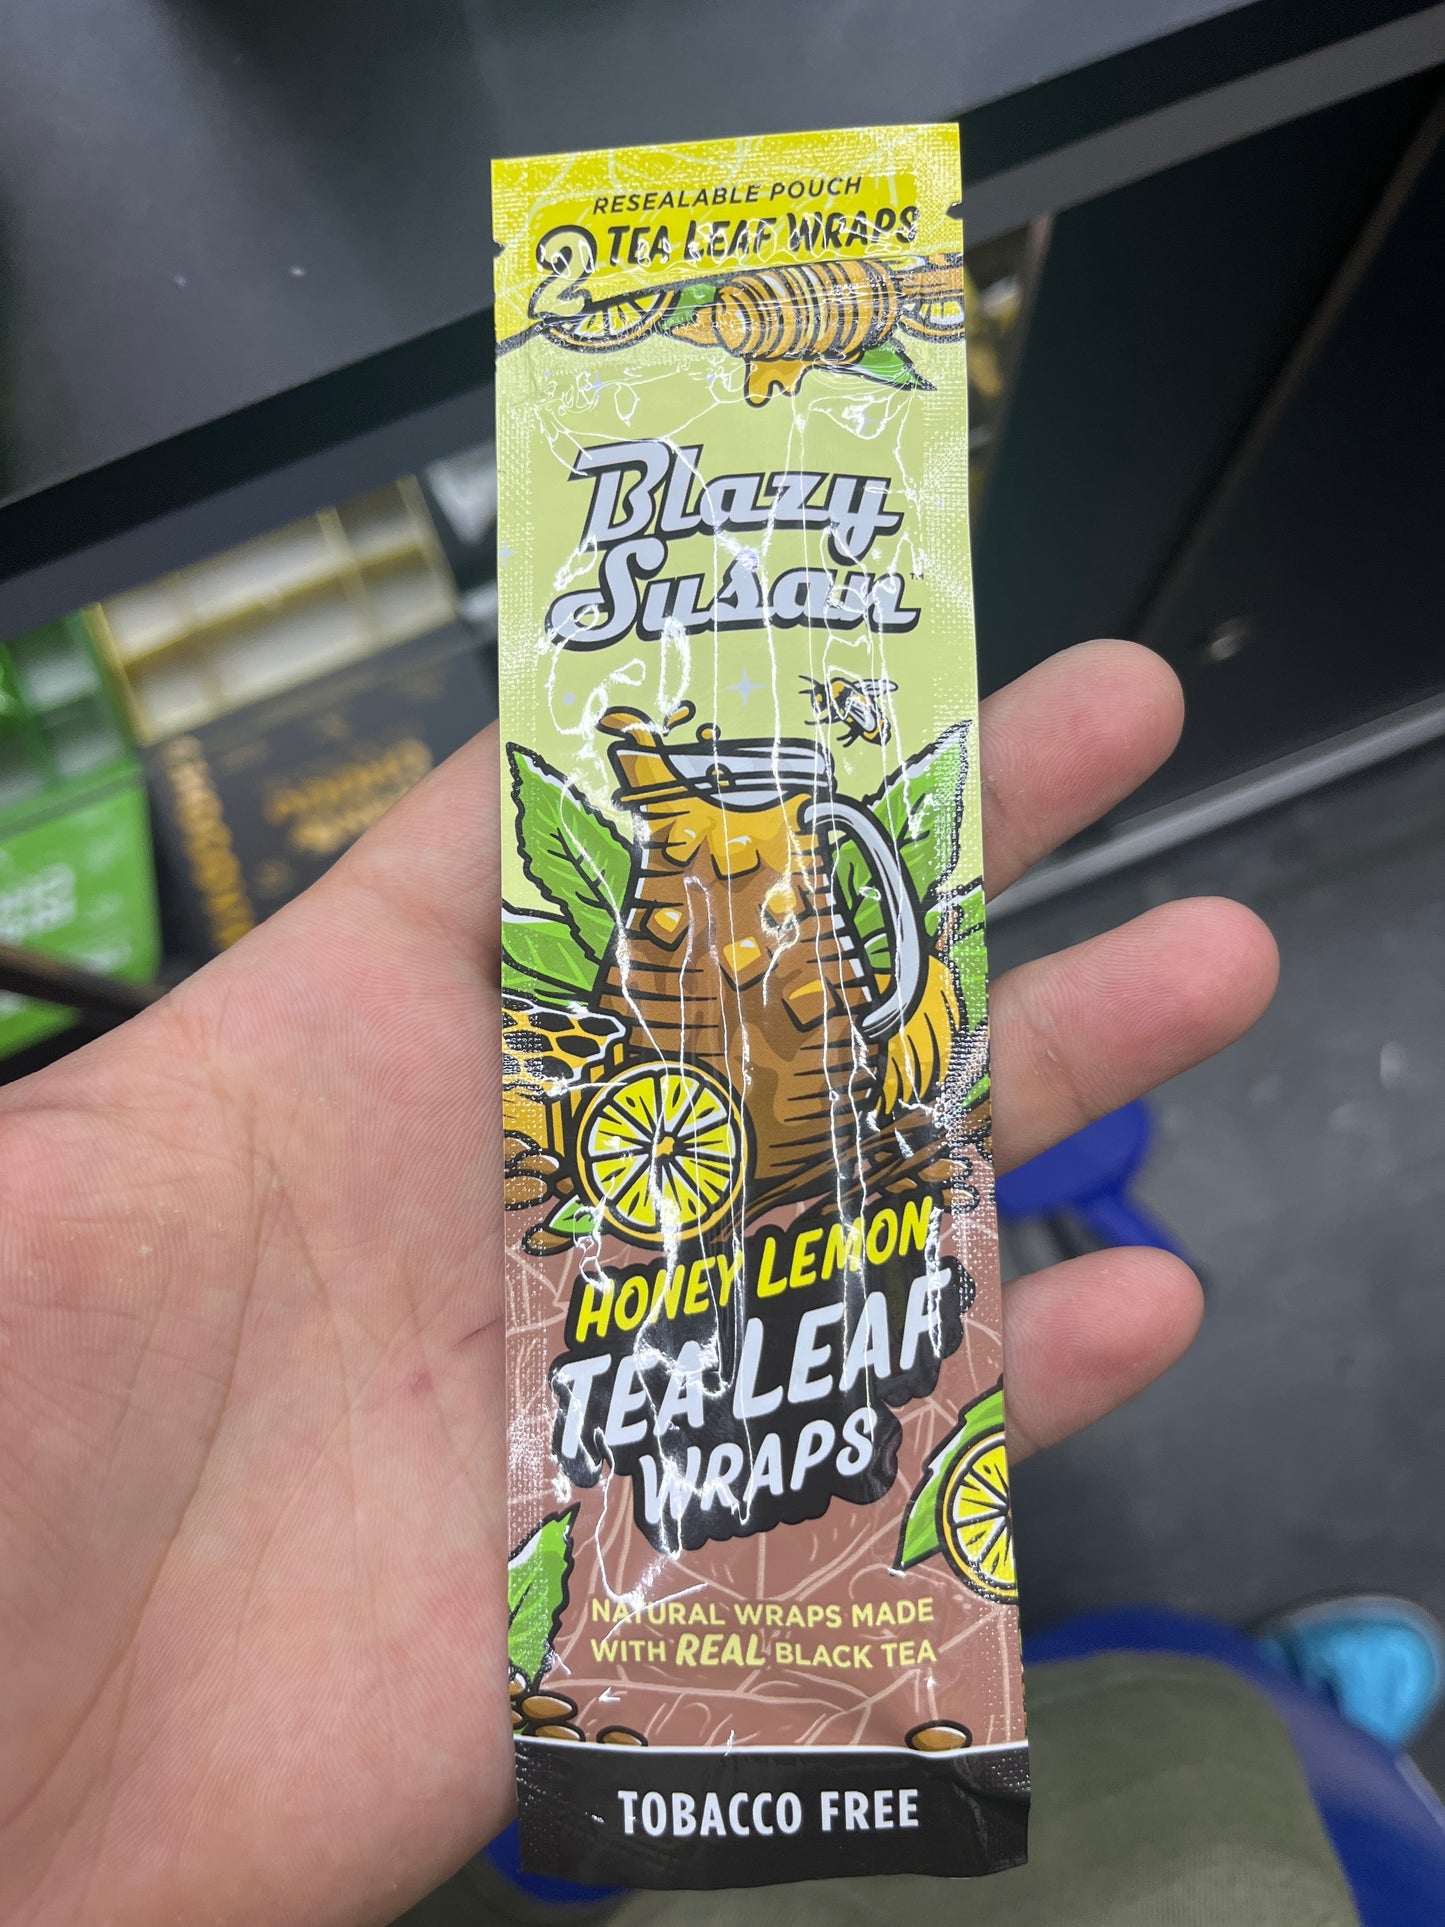 RESEALABLE POUCH
2 TEA LEAF WRAPS
Blazy
Susan™
HONEY LEMON
TEA LEAF
WRAPS
NATURAL WRAPS MADE
WITH REAL BLACK TEA
TOBACCO FREE